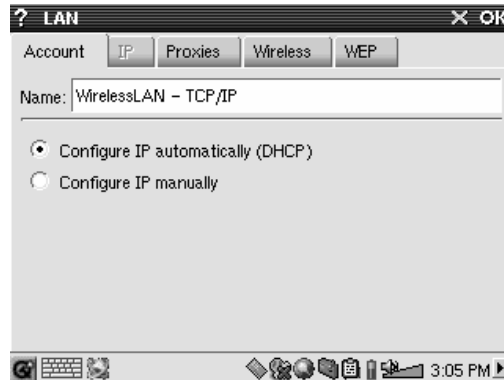 ? LAN × OK
Account IP Proxies Wireless WEP
Name: WirelessLAN – TCP/IP
Configure IP automatically (DHCP)
Configure IP manually
3:05 PM